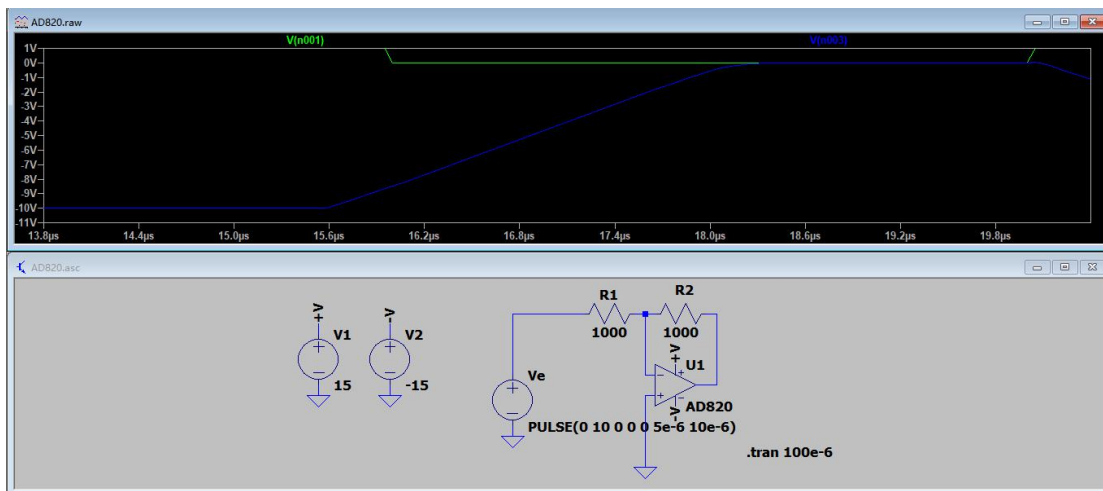 AD820.raw
V(n001) V(n003)
1V
0V
-1V
-2V
-3V
-4V
-5V
-6V
-7V
-8V
-9V
-10V
-11V
13.8µs 14.4µs 15.0µs 15.6µs 16.2µs 16.8µs 17.4µs 18.0µs 18.6µs 19.2µs 19.8µs
AD820.asc
R1 R2
+V -V
1000 1000
V1 V2 +V U1
Ve
15 -15
-V AD820
PULSE(0 10 0 0 0 5e-6 10e-6)
.tran 100e-6